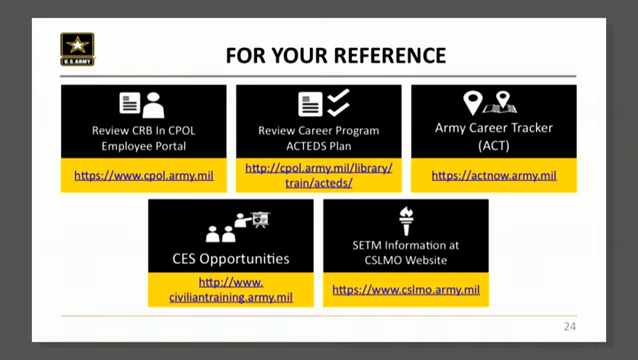 U.S.ARMY
FOR YOUR REFERENCE
Review CRB In CPOL
Employee Portal
https://www.cpol.army.mil
Review Career Program
ACTEDS Plan
http://cpol.army.mil/library/
train/acteds/
Army Career Tracker
(ACT)
https://actnow.army.mil
CES Opportunities
http://www.
civiliantraining.army.mil
SETM Information at
CSLMO Website
https://www.cslmo.army.mil
24